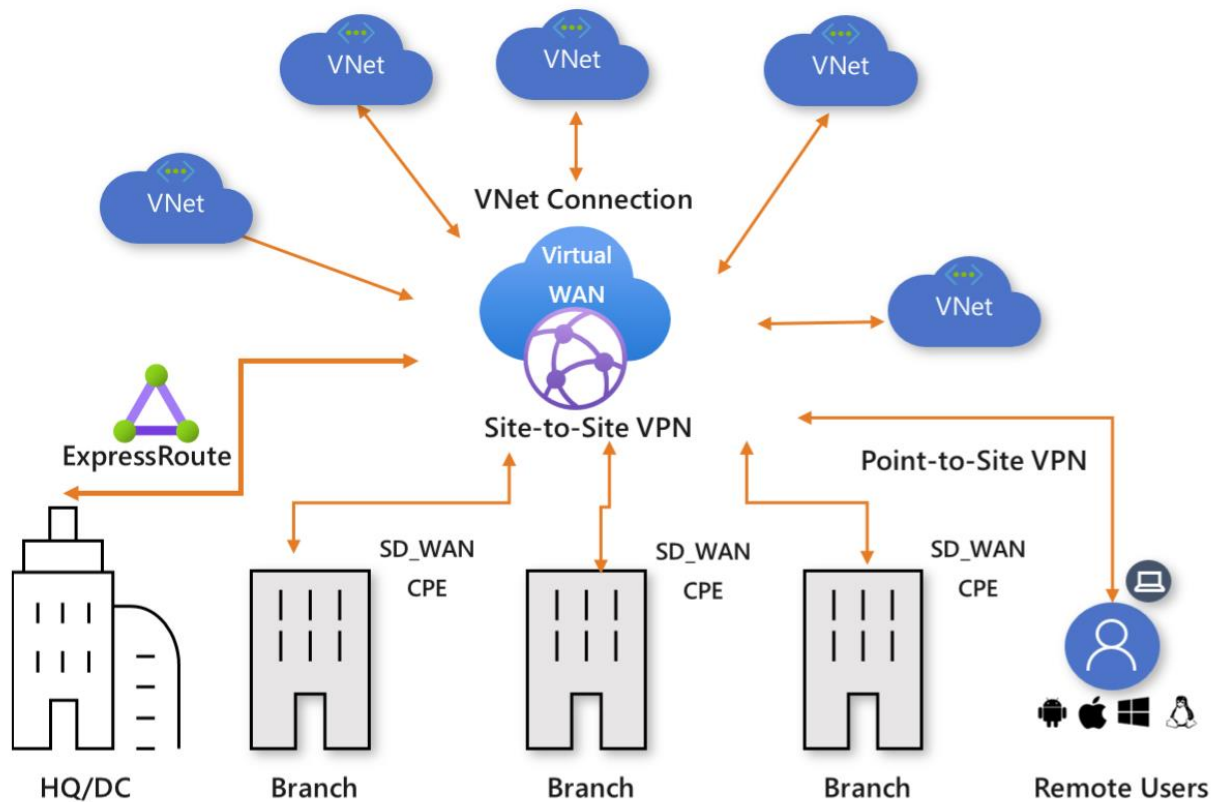 VNet
VNet
VNet
VNet
VNet Connection
Virtual
WAN
VNet
Site-to-Site VPN
ExpressRoute
Point-to-Site VPN
SD_WAN
CPE
SD_WAN
CPE
SD_WAN
CPE
HQ/DC
Branch
Branch
Branch
Remote Users